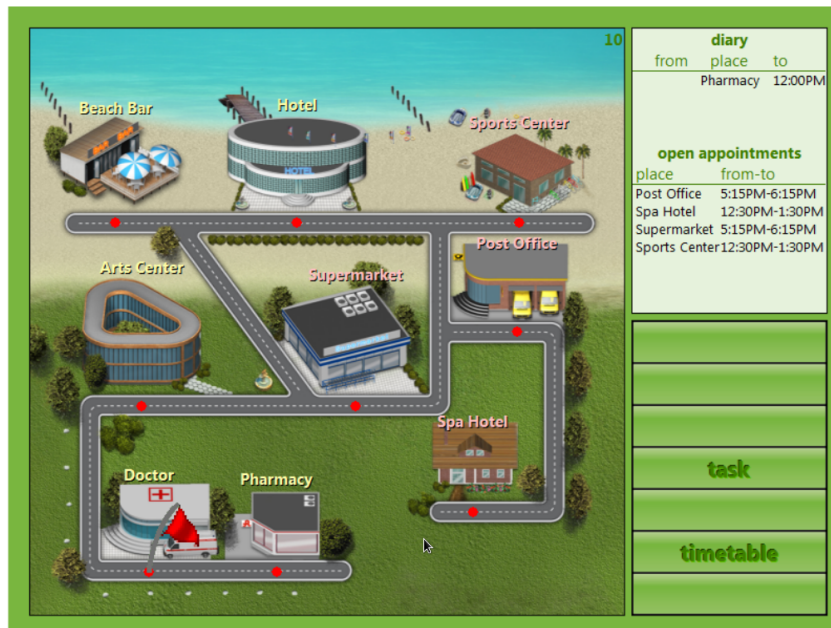 10
Beach Bar
Hotel
Sports Center
HOTEL
Post Office
Arts Center
Supermarket
Spa Hotel
Doctor
Pharmacy
diary
from place to
Pharmacy 12:00PM
open appointments
place from-to
Post Office 5:15PM-6:15PM
Spa Hotel 12:30PM-1:30PM
Supermarket 5:15PM-6:15PM
Sports Center 12:30PM-1:30PM
task
timetable